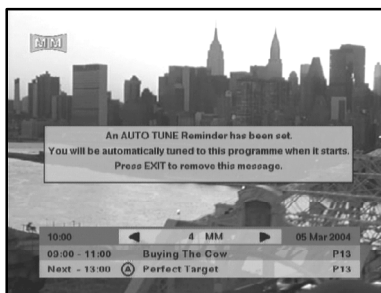 MM
An AUTO TUNE Reminder has been set.
You will be automatically tuned to this programme when it starts.
Press EXIT to remove this message.
10:00 4 MM 05 Mar 2004
09:00 - 11:00 Buying The Cow P13
Next - 13:00 A Perfect Target P13